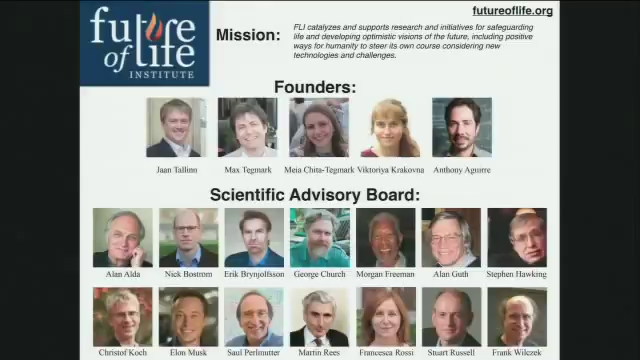 future
of life
INSTITUTE
futureoflife.org
Mission:
FLI catalyzes and supports research and initiatives for safeguarding
life and developing optimistic visions of the future, including positive
ways for humanity to steer its own course considering new
technologies and challenges.
Founders:
Jaan Tallinn Max Tegmark Meia Chita-Tegmark Viktoriya Krakovna Anthony Aguirre
Scientific Advisory Board:
Alan Alda Nick Bostrom Erik Brynjolfsson George Church Morgan Freeman Alan Guth Stephen Hawking
Christof Koch Elon Musk Saul Perlmutter Martin Rees Francesca Rossi Stuart Russell Frank Wilczek